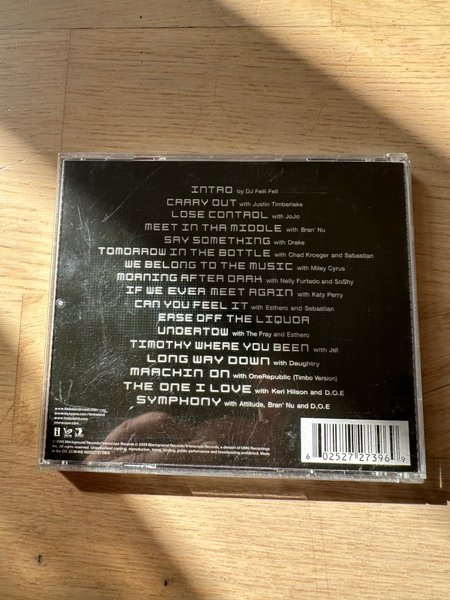 INTRO by DJ Felli Fel
CARRY OUT with Justin Timberlake
LOSE CONTROL with JoJo
MEET IN THA MIDDLE with Bran' Nu
SAY SOMETHING with Drake
TOMORROW IN THE BOTTLE with Chad Kroeger and Sebastian
WE BELONG TO THE MUSIC with Miley Cyrus
MORNING AFTER DARK with Nelly Furtado and SoShy
IF WE EVER MEET AGAIN with Katy Perry
CAN YOU FEEL IT with Esthero and Sebastian
EASE OFF THE LIQUOR
UNDERTOW with The Fray and Esthero
TIMOTHY WHERE YOU BEEN with Jet
LONG WAY DOWN with Daughtry
MARCHIN ON with OneRepublic (Timbo Version)
THE ONE I LOVE with Keri Hilson and D.O.E
SYMPHONY with Attitude, Bran' Nu and D.O.E
interscope.com
6 02527 27396 9